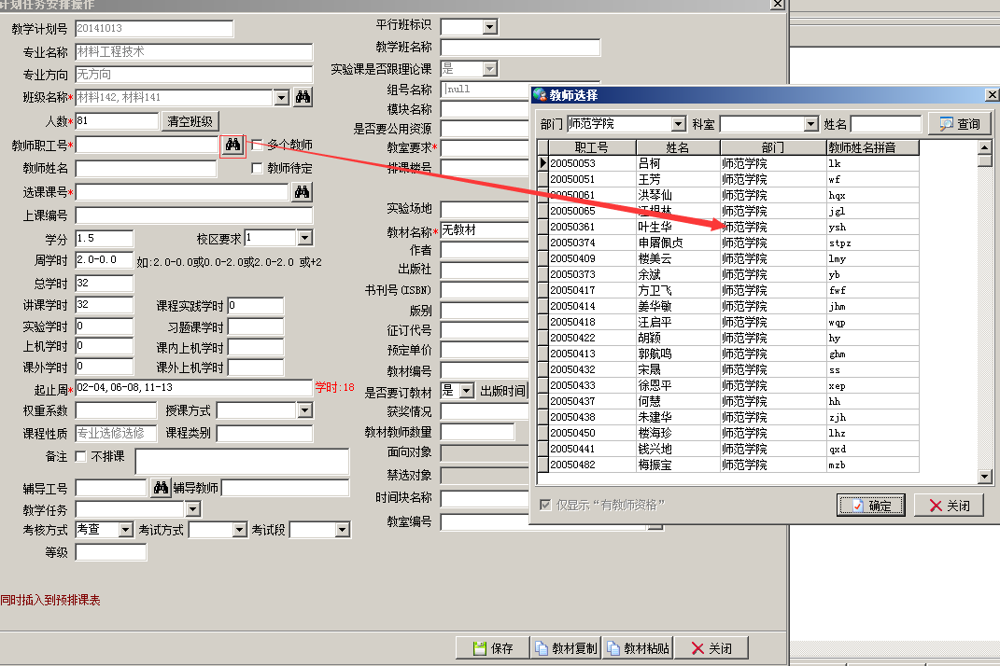 计划任务安排操作
教学计划号 20141013
专业名称 材料工程技术
专业方向 无方向
班级名称* 材料142,材料141
人数* 81 清空班级
教师职工号* 多个教师
教师姓名 教师待定
选课课号*
上课编号
学分 1.5 校区要求 1
周学时 2.0-0.0 如:2.0-0.0或0.0-2.0或2.0-2.0 或+2
总学时 32
讲课学时 32 课程实践学时 0
实验学时 0 习题课学时
上机学时 0 课内上机学时
课外学时 0 课外上机学时
起止周* 02-04,06-08,11-13 学时:18
权重系数 授课方式
课程性质 专业选修选修 课程类别
备注 不排课
辅导工号 辅导教师
教学任务
考核方式 考查 考试方式 考试段
等级
同时插入到预排课表
平行班标识
教学班名称
实验课是否跟理论课 是
组号名称 null
模块名称
是否要公用资源
教室要求*
排课楼号
实验场地
教材名称* 无教材
作者
出版社
书刊号(ISBN)
版别
征订代号
预定单价
教材编号
是否要订教材 是 出版时间
获奖情况
教材教师数量
面向对象
禁选对象
时间块名称
教室编号
保存 教材复制 教材粘贴 关闭
教师选择
部门 师范学院 科室 姓名 查询
职工号 姓名 部门 教师姓名拼音
20050053 吕柯 师范学院 lk
20050051 王芳 师范学院 wf
20050061 洪琴仙 师范学院 hqx
20050065 师范学院 jgl
20050361 叶生华 师范学院 ysh
20050374 申屠佩贞 师范学院 stpz
20050409 楼美云 师范学院 lmy
20050373 余斌 师范学院 yb
20050417 方卫飞 师范学院 fwf
20050414 姜华敏 师范学院 jhm
20050418 汪启平 师范学院 wqp
20050422 胡颖 师范学院 hy
20050413 郭航鸣 师范学院 ghm
20050432 宋晟 师范学院 ss
20050433 徐恩平 师范学院 xep
20050437 何慧 师范学院 hh
20050438 朱建华 师范学院 zjh
20050450 楼海珍 师范学院 lhz
20050441 钱兴地 师范学院 qxd
20050482 梅振宝 师范学院 mzb
仅显示“有教师资格” 确定 关闭